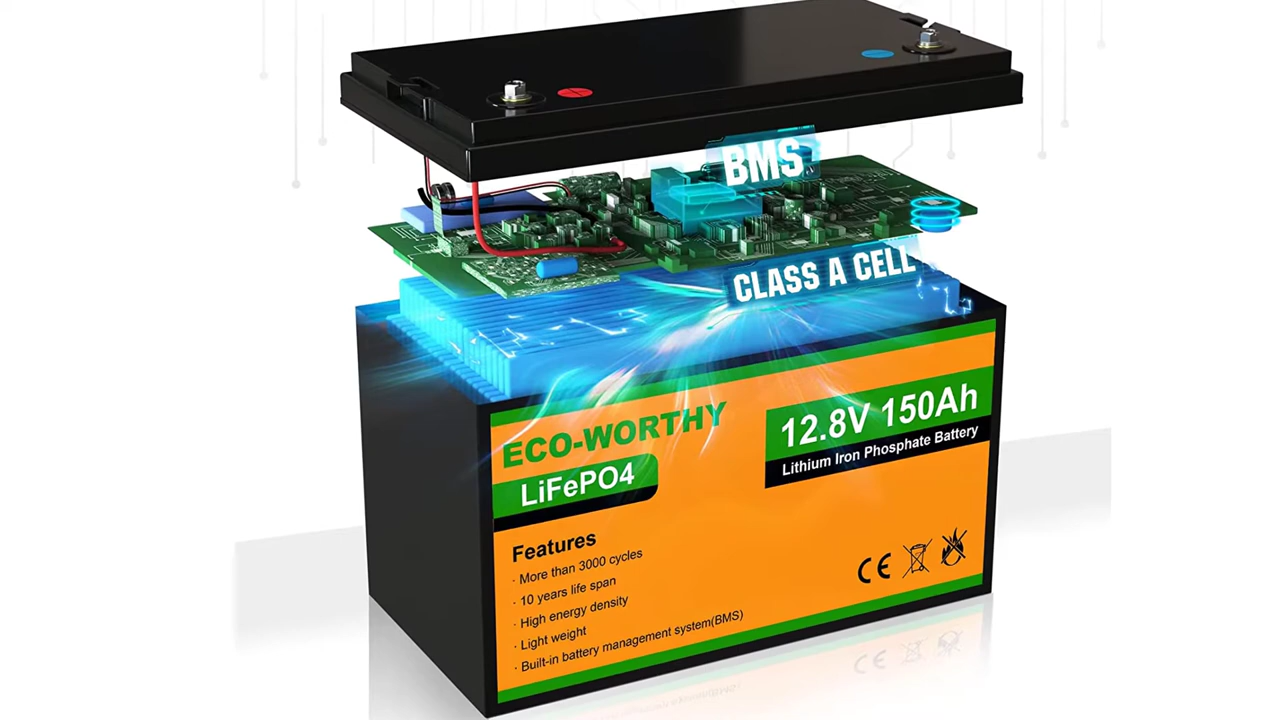 BMS
CLASS A CELL
ECO-WORTHY
LiFePO4
12.8V 150Ah
Lithium Iron Phosphate Battery
Features
· More than 3000 cycles
· 10 years life span
· High energy density
· Light weight
· Built-in battery management system(BMS)
CE